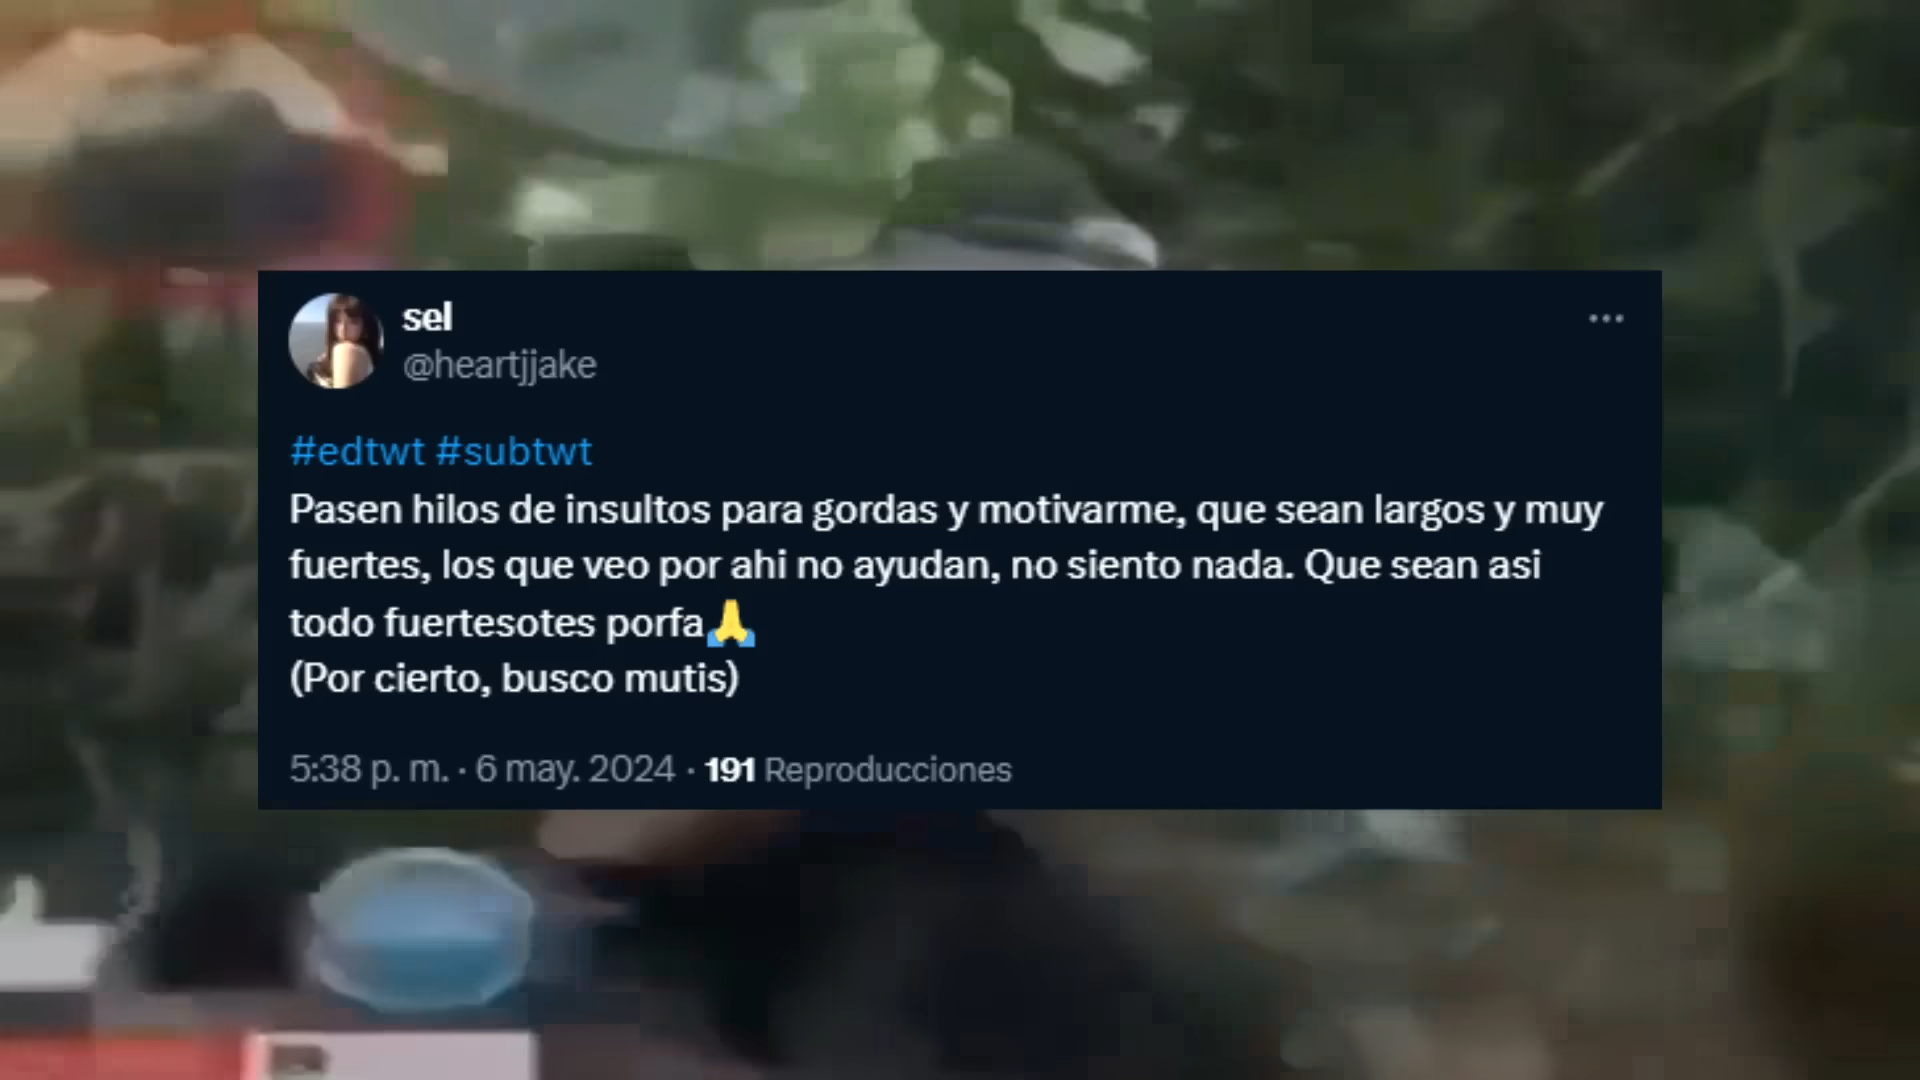 sel
@heartjjake
#edtwt #subtwt
Pasen hilos de insultos para gordas y motivarme, que sean largos y muy
fuertes, los que veo por ahi no ayudan, no siento nada. Que sean asi
todo fuertesotes porfa🙏
(Por cierto, busco mutis)
5:38 p. m. · 6 may. 2024 · 191 Reproducciones